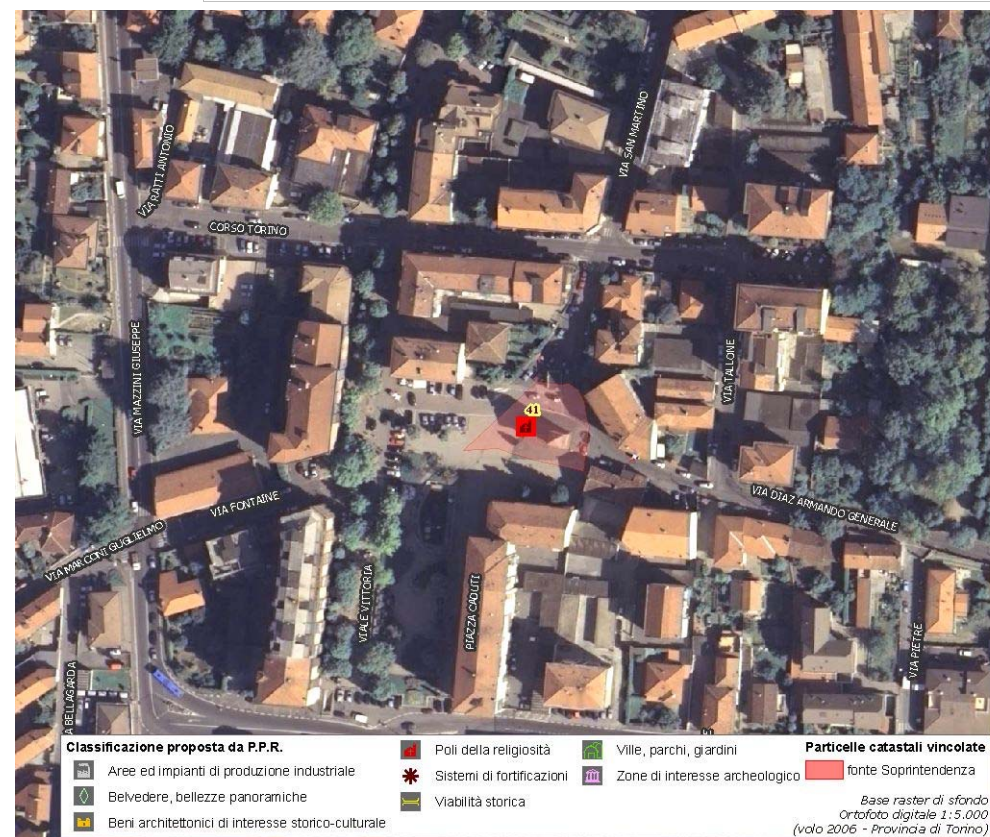 VIA SAN MARTINO
VIA RATTI ANTONIO
CORSO TORINO
VIA MAZZINI GIUSEPPE
VIA TALLONE
41
VIA DIAZ ARMANDO GENERALE
VIA FONTAINE
VIA MARCONI GUGLIELMO
VIALE VITTORIA
PIAZZA CADUTI
VIA PIETRE
A BELLAGARDA
E
Classificazione proposta da P.P.R.
Aree ed impianti di produzione industriale
Belvedere, bellezze panoramiche
Beni architettonici di interesse storico-culturale
Poli della religiosità
Sistemi di fortificazioni
Viabilità storica
Ville, parchi, giardini
Zone di interesse archeologico
Particelle catastali vincolate
fonte Soprintendenza
Base raster di sfondo
Ortofoto digitale 1:5.000
(volo 2006 - Provincia di Torino)